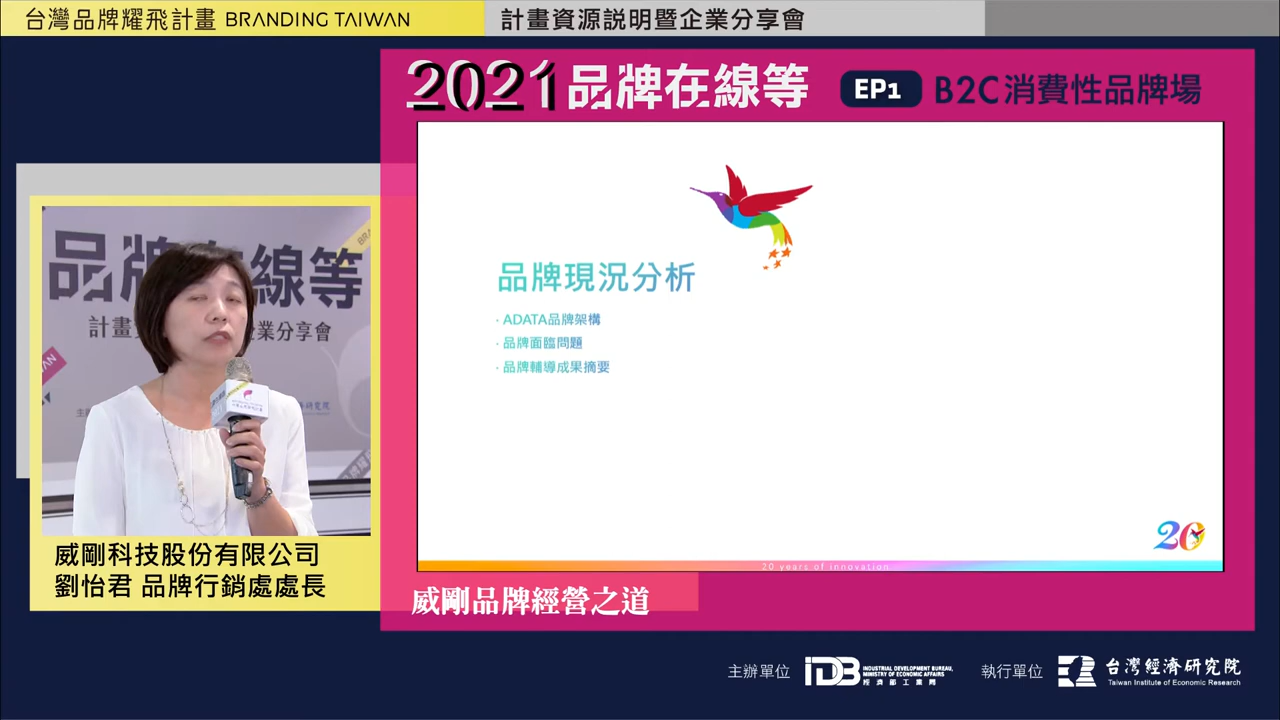 台灣品牌耀飛計畫 BRANDING TAIWAN
計畫資源說明暨企業分享會
2021品牌在線等 EP1 B2C消費性品牌場
品牌現況分析
· ADATA品牌架構
· 品牌面臨問題
· 品牌輔導成果摘要
20
20 years of innovation
品牌在線等
計畫資
企業分享會
威剛科技股份有限公司
劉怡君 品牌行銷處處長
威剛品牌經營之道
主辦單位 IDB INDUSTRIAL DEVELOPMENT BUREAU,
MINISTRY OF ECONOMIC AFFAIRS
經濟部工業局
執行單位 台灣經濟研究院
Taiwan Institute of Economic Research